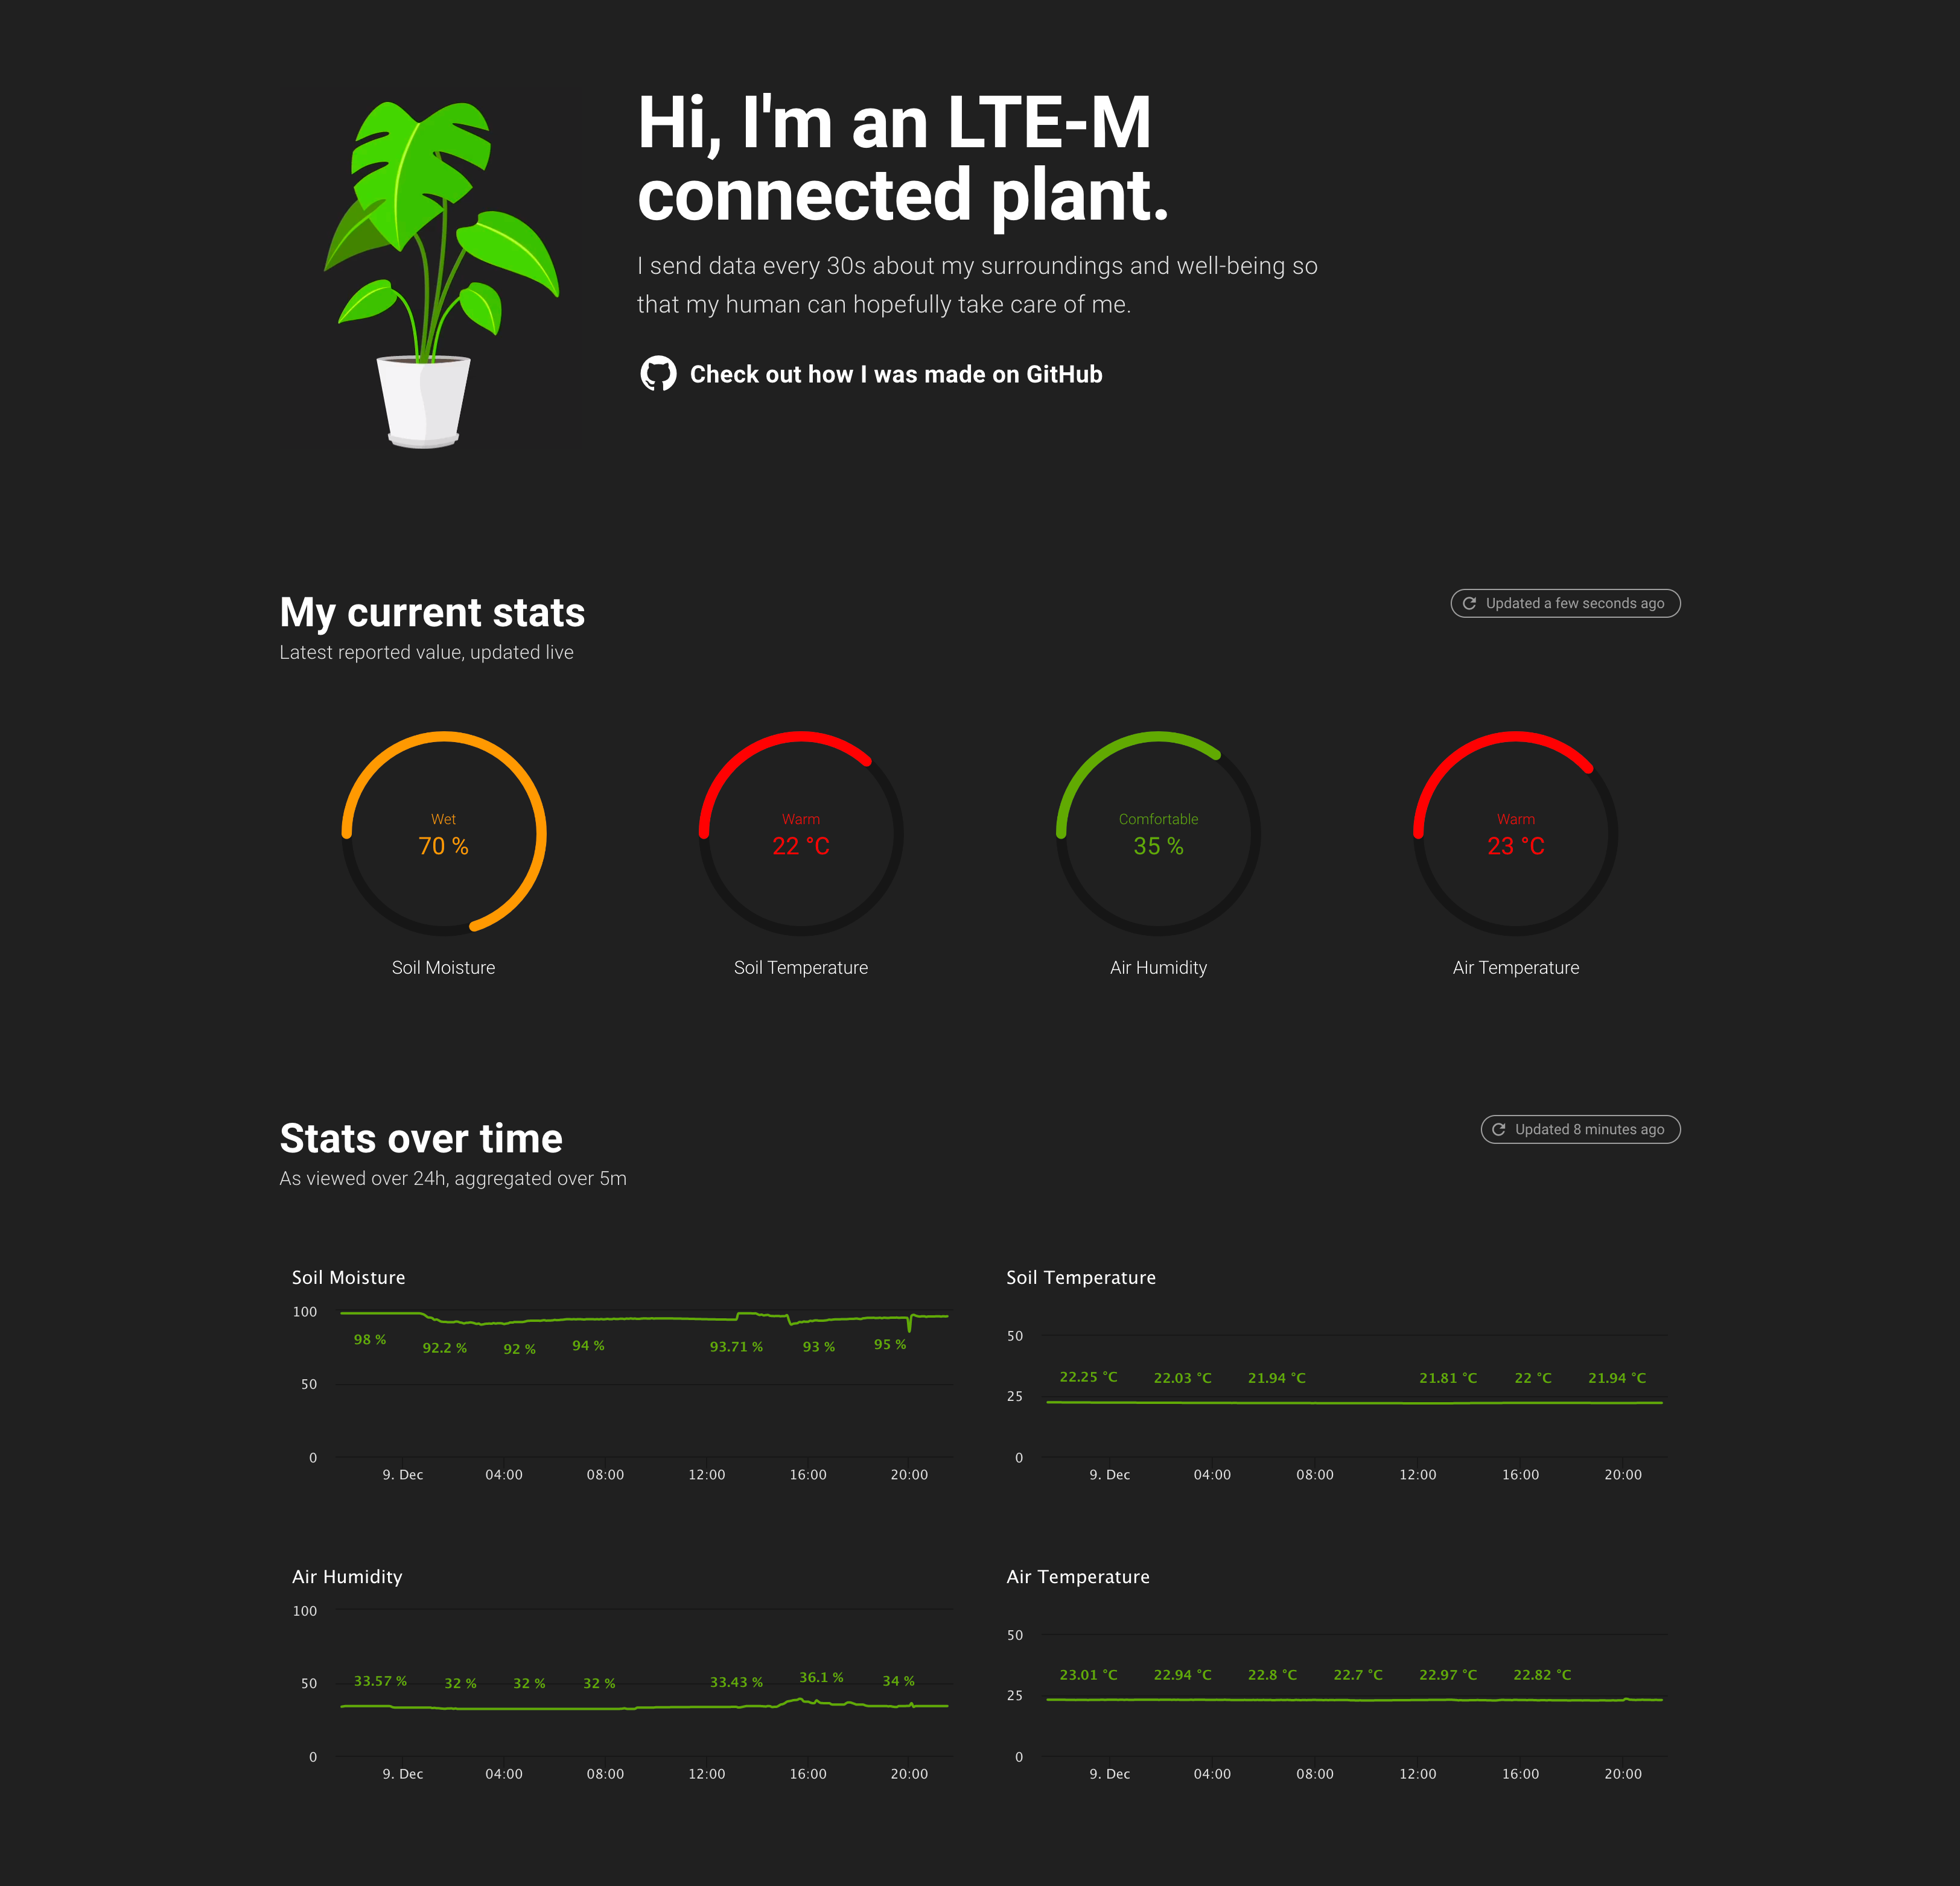 Hi, I'm an LTE-M
connected plant.
I send data every 30s about my surroundings and well-being so
that my human can hopefully take care of me.
Check out how I was made on GitHub
My current stats
Updated a few seconds ago
Latest reported value, updated live
Wet
70 %
Soil Moisture
Warm
22 °C
Soil Temperature
Comfortable
35 %
Air Humidity
Warm
23 °C
Air Temperature
Stats over time
Updated 8 minutes ago
As viewed over 24h, aggregated over 5m
Soil Moisture
100
50
0
98 %
92.2 %
92 %
94 %
93.71 %
93 %
95 %
9. Dec
04:00
08:00
12:00
16:00
20:00
Soil Temperature
50
25
0
22.25 °C
22.03 °C
21.94 °C
21.81 °C
22 °C
21.94 °C
9. Dec
04:00
08:00
12:00
16:00
20:00
Air Humidity
100
50
0
33.57 %
32 %
32 %
32 %
33.43 %
36.1 %
34 %
9. Dec
04:00
08:00
12:00
16:00
20:00
Air Temperature
50
25
0
23.01 °C
22.94 °C
22.8 °C
22.7 °C
22.97 °C
22.82 °C
9. Dec
04:00
08:00
12:00
16:00
20:00